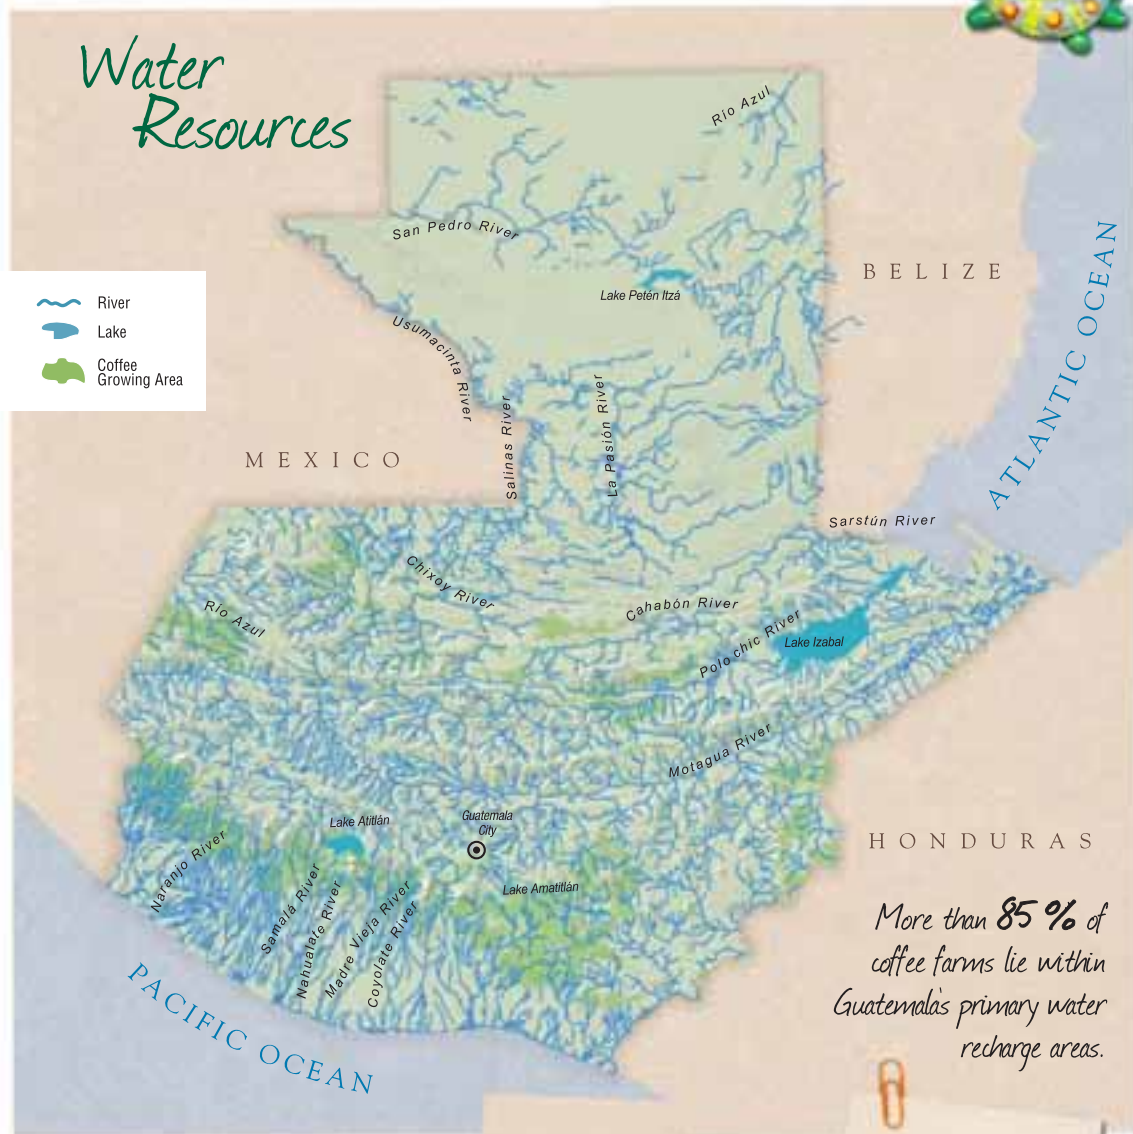 Water
Resources
Río Azul
San Pedro River
BELIZE
Lake Petén Itzá
River
Lake
Coffee
Growing Area
ATLANTIC OCEAN
Usumacinta River
Salinas River
La Pasión River
MEXICO
Sarstún River
Chixoy River
Río Azul
Cahabón River
Polochic River
Lake Izabal
Motagua River
Lake Atitlán
Guatemala
City
HONDURAS
Naranjo River
Samalá River
Nahualate River
Madre Vieja River
Coyolate River
Lake Amatitlán
PACIFIC OCEAN
More than 85 % of
coffee farms lie within
Guatemala's primary water
recharge areas.